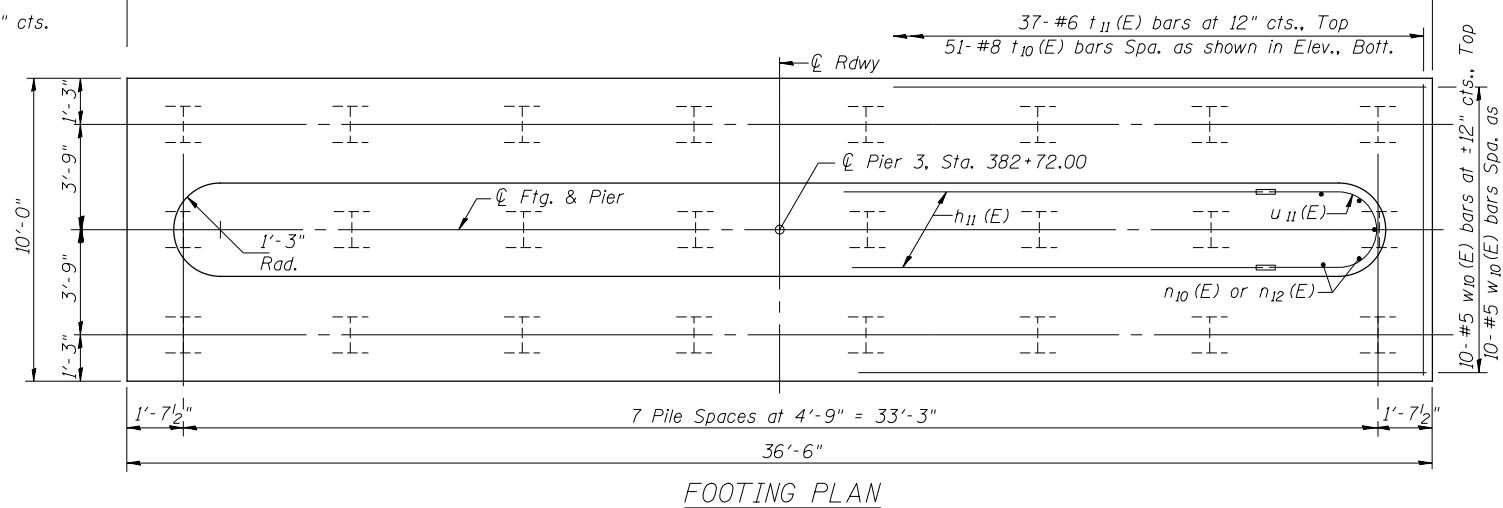 " cts.
37- #6 t11(E) bars at 12" cts., Top
51- #8 t10(E) bars Spa. as shown in Elev., Bott.
℄ Rdwy
1'-3"
3'-9"
10'-0"
3'-9"
1'-3"
℄ Pier 3, Sta. 382+72.00
℄ Ftg. & Pier
1'-3"
Rad.
h11(E)
u11(E)
n10(E) or n12(E)
10- #5 w10(E) bars at ±12" cts., Top
10- #5 w10(E) bars Spa. as
1'-7½"
7 Pile Spaces at 4'-9" = 33'-3"
1'-7½"
36'-6"
FOOTING PLAN